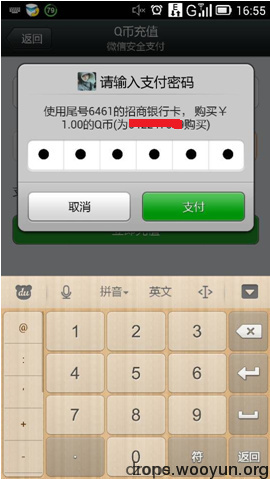 79 G 16:55
返回 Q币充值
微信安全支付
请输入支付密码
使用尾号6461的招商银行卡，购买￥
1.00的Q币(为购买)
取消 支付
du 拼音 英文
@ 1 2 3
: 4 5 6
' 7 8 9
+
- . 0 符 返回
drops.wooyun.org